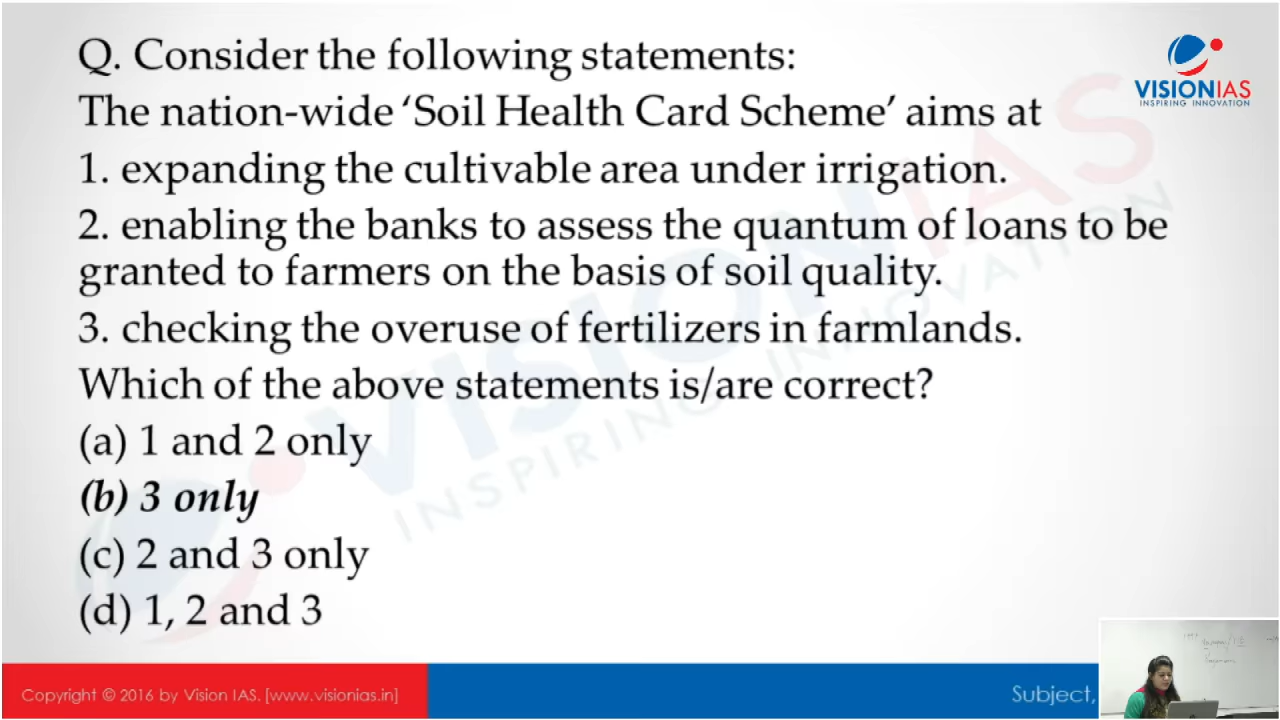 Q. Consider the following statements:
The nation-wide ‘Soil Health Card Scheme’ aims at
1. expanding the cultivable area under irrigation.
2. enabling the banks to assess the quantum of loans to be
granted to farmers on the basis of soil quality.
3. checking the overuse of fertilizers in farmlands.
Which of the above statements is/are correct?
(a) 1 and 2 only
(b) 3 only
(c) 2 and 3 only
(d) 1, 2 and 3
VISIONIAS
INSPIRING INNOVATION
VISIONIAS
INSPIRING INNOVATION
Copyright © 2016 by Vision IAS. [www.visionias.in]
Subject,